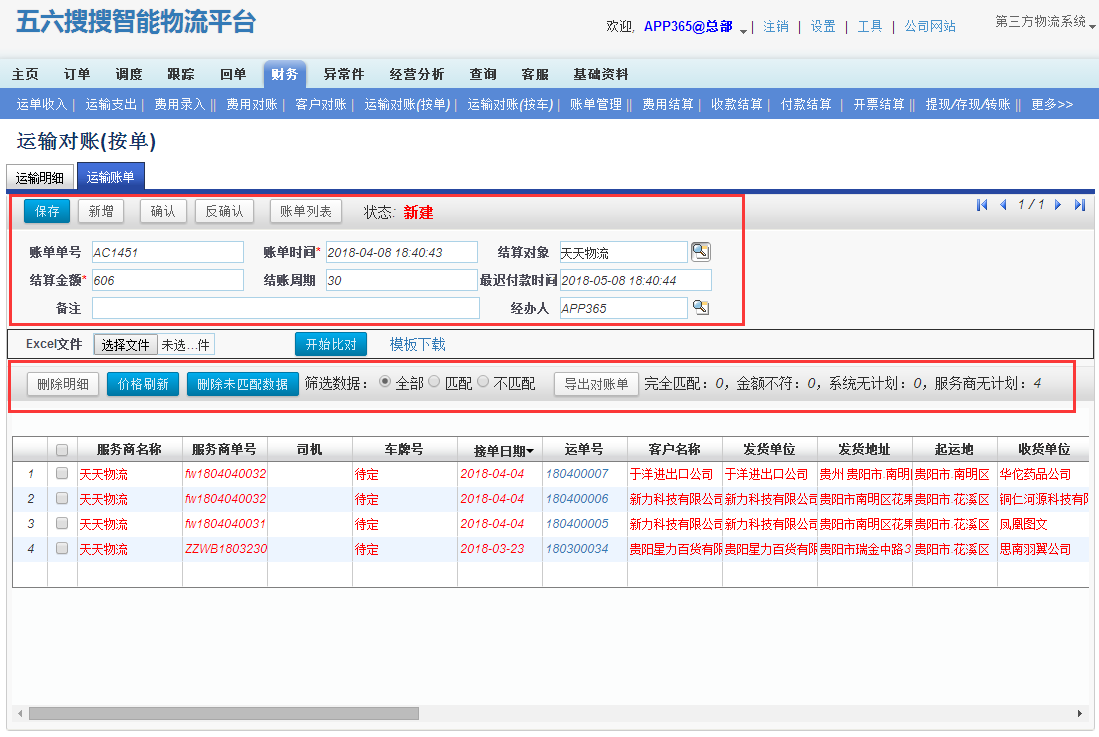 五六搜搜智能物流平台
欢迎, APP365@总部 | 注销 | 设置 | 工具 | 公司网站 第三方物流系统
主页 订单 调度 跟踪 回单 财务 异常件 经营分析 查询 客服 基础资料
运单收入 | 运输支出 | 费用录入 || 费用对账 | 客户对账 | 运输对账(按单) | 运输对账(按车) | 账单管理 || 费用结算 | 收款结算 | 付款结算 | 开票结算 || 提现/存现/转账 || 更多>>
运输对账(按单)
运输明细 运输账单
保存 新增 确认 反确认 账单列表 状态: 新建 1 / 1
账单单号 AC1451 账单时间* 2018-04-08 18:40:43 结算对象 天天物流
结算金额* 606 结账周期 30 最迟付款时间 2018-05-08 18:40:44
备注 经办人 APP365
Excel文件 选择文件 未选...件 开始比对 模板下载
删除明细 价格刷新 删除未匹配数据 筛选数据: 全部 匹配 不匹配 导出对账单 完全匹配: 0, 金额不符: 0, 系统无计划: 0, 服务商无计划: 4
服务商名称 服务商单号 司机 车牌号 接单日期 运单号 客户名称 发货单位 发货地址 起运地 收货单位
1 天天物流 fw1804040032 待定 2018-04-04 180400007 于洋进出口公司 于洋进出口公司 贵州 贵阳市 南明 贵阳市 南明区 华佗药品公司
2 天天物流 fw1804040032 待定 2018-04-04 180400006 新力科技有限公司 新力科技有限公司 贵阳市南明区花果 贵阳市 花溪区 铜仁河源科技有限
3 天天物流 fw1804040031 待定 2018-04-04 180400005 新力科技有限公司 新力科技有限公司 贵阳市南明区花果 贵阳市 花溪区 凤凰图文
4 天天物流 ZZWB1803230 待定 2018-03-23 180300034 贵阳星力百货有限 贵阳星力百货有限 贵阳市瑞金中路3 贵阳市 花溪区 思南羽翼公司